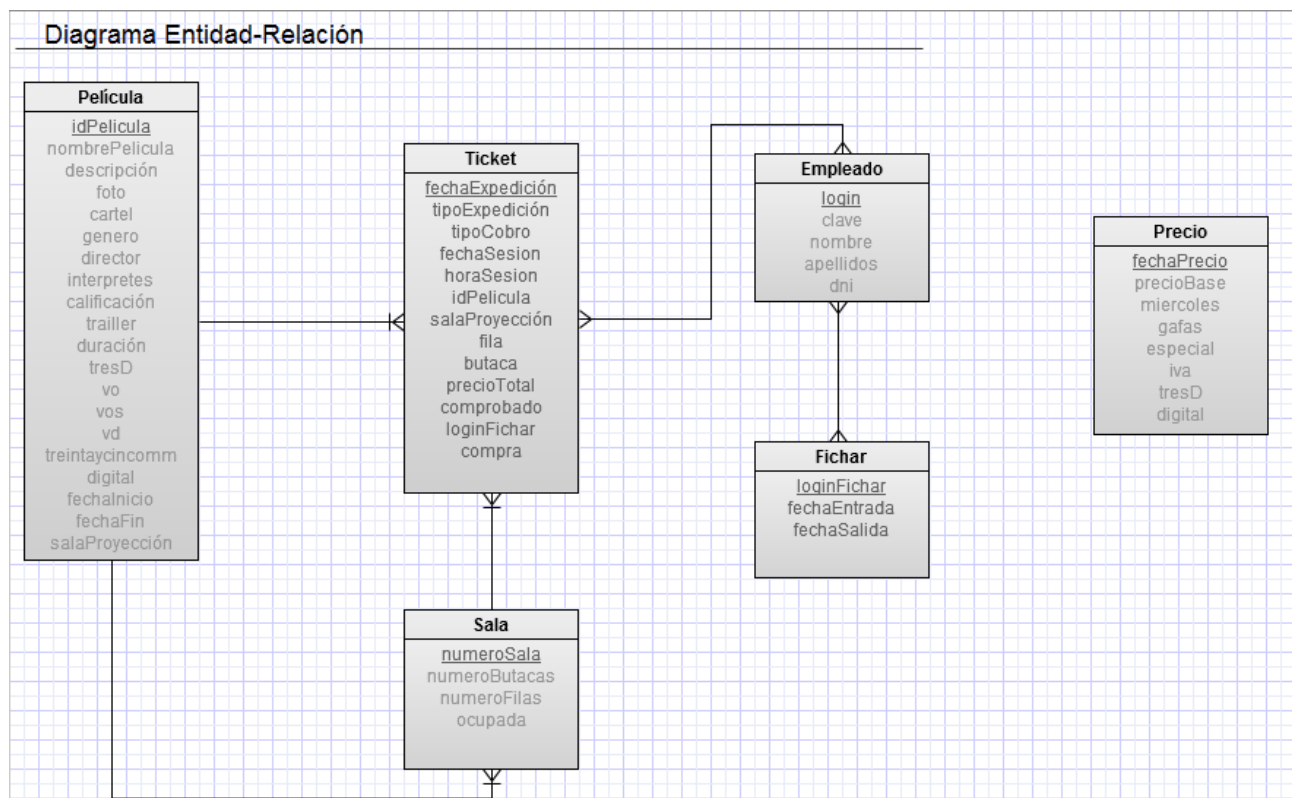 Diagrama Entidad-Relación
Película
idPelicula
nombrePelicula
descripción
foto
cartel
genero
director
interpretes
calificación
trailler
duración
tresD
vo
vos
vd
treintaycincomm
digital
fechaInicio
fechaFin
salaProyección
Ticket
fechaExpedición
tipoExpedición
tipoCobro
fechaSesion
horaSesion
idPelicula
salaProyección
fila
butaca
precioTotal
comprobado
loginFichar
compra
Sala
numeroSala
numeroButacas
numeroFilas
ocupada
Empleado
login
clave
nombre
apellidos
dni
Fichar
loginFichar
fechaEntrada
fechaSalida
Precio
fechaPrecio
precioBase
miercoles
gafas
especial
iva
tresD
digital